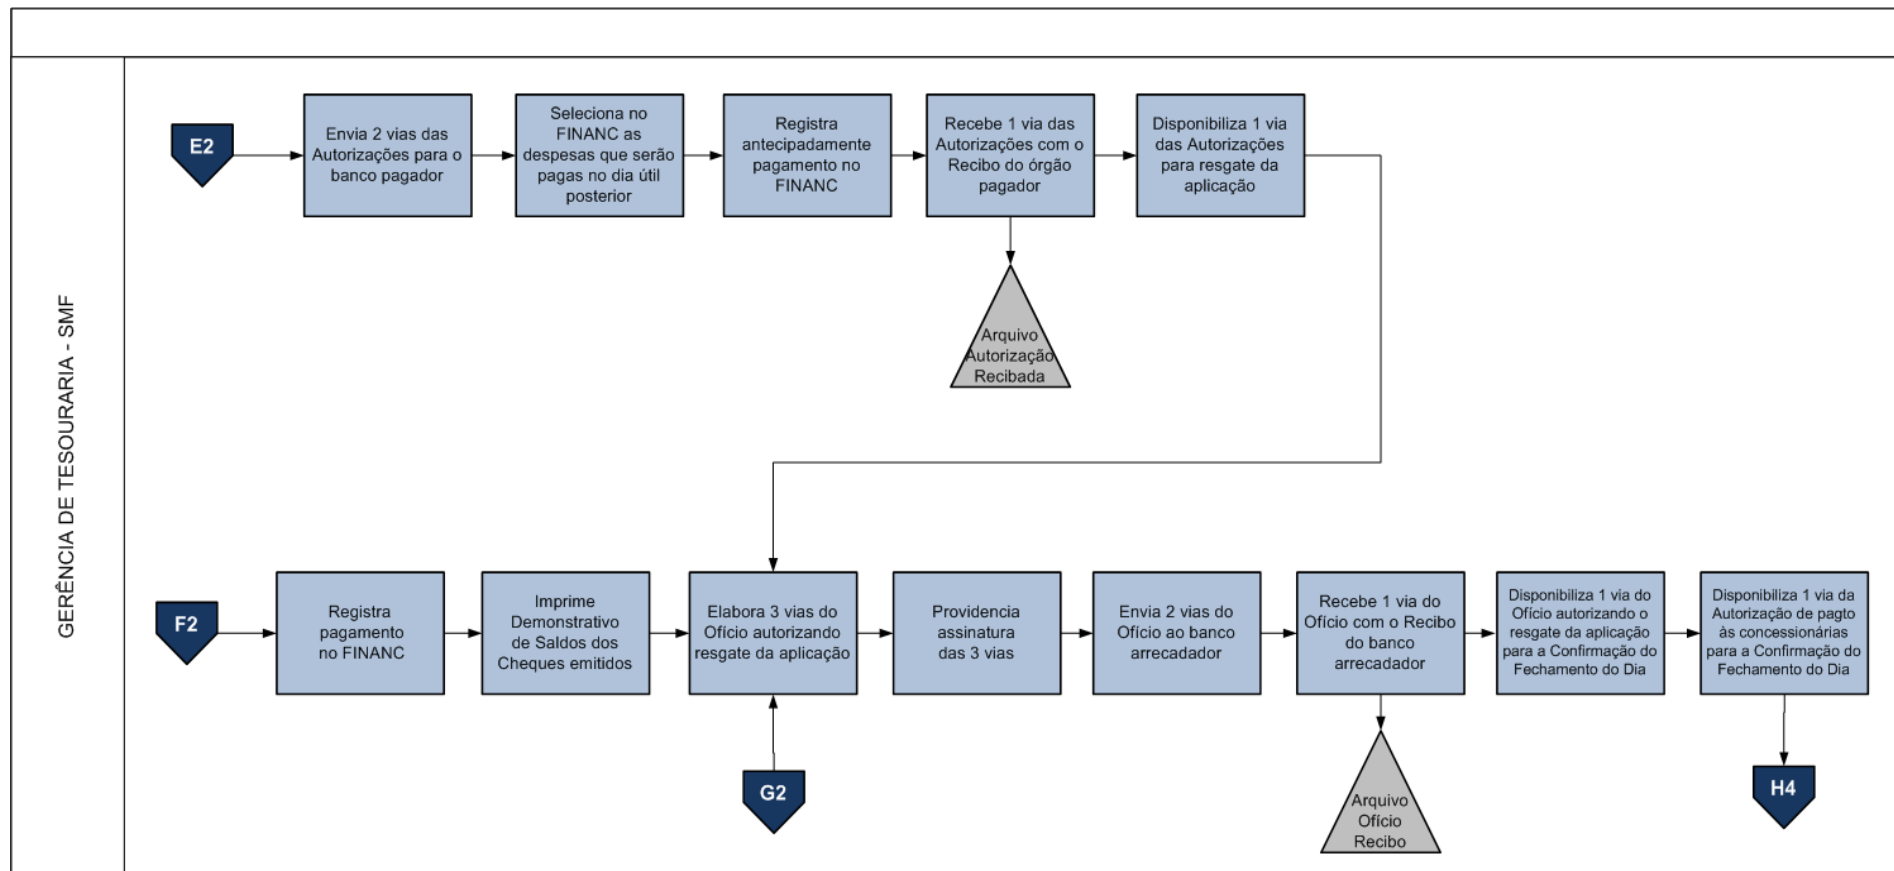 GERÊNCIA DE TESOURARIA - SMF
E2
Envia 2 vias das
Autorizações para o
banco pagador
Seleciona no
FINANC as
despesas que serão
pagas no dia útil
posterior
Registra
antecipadamente
pagamento no
FINANC
Recebe 1 via das
Autorizações com o
Recibo do órgão
pagador
Disponibiliza 1 via
das Autorizações
para resgate da
aplicação
Arquivo
Autorização
Recibada
F2
Registra
pagamento
no FINANC
Imprime
Demonstrativo
de Saldos dos
Cheques emitidos
Elabora 3 vias do
Ofício autorizando
resgate da aplicação
Providencia
assinatura
das 3 vias
Envia 2 vias do
Ofício ao banco
arrecadador
Recebe 1 via do
Ofício com o Recibo
do banco
arrecadador
Disponibiliza 1 via do
Ofício autorizando o
resgate da aplicação
para a Confirmação do
Fechamento do Dia
Disponibiliza 1 via da
Autorização de pagto
às concessionárias
para a Confirmação do
Fechamento do Dia
G2
Arquivo
Ofício
Recibo
H4